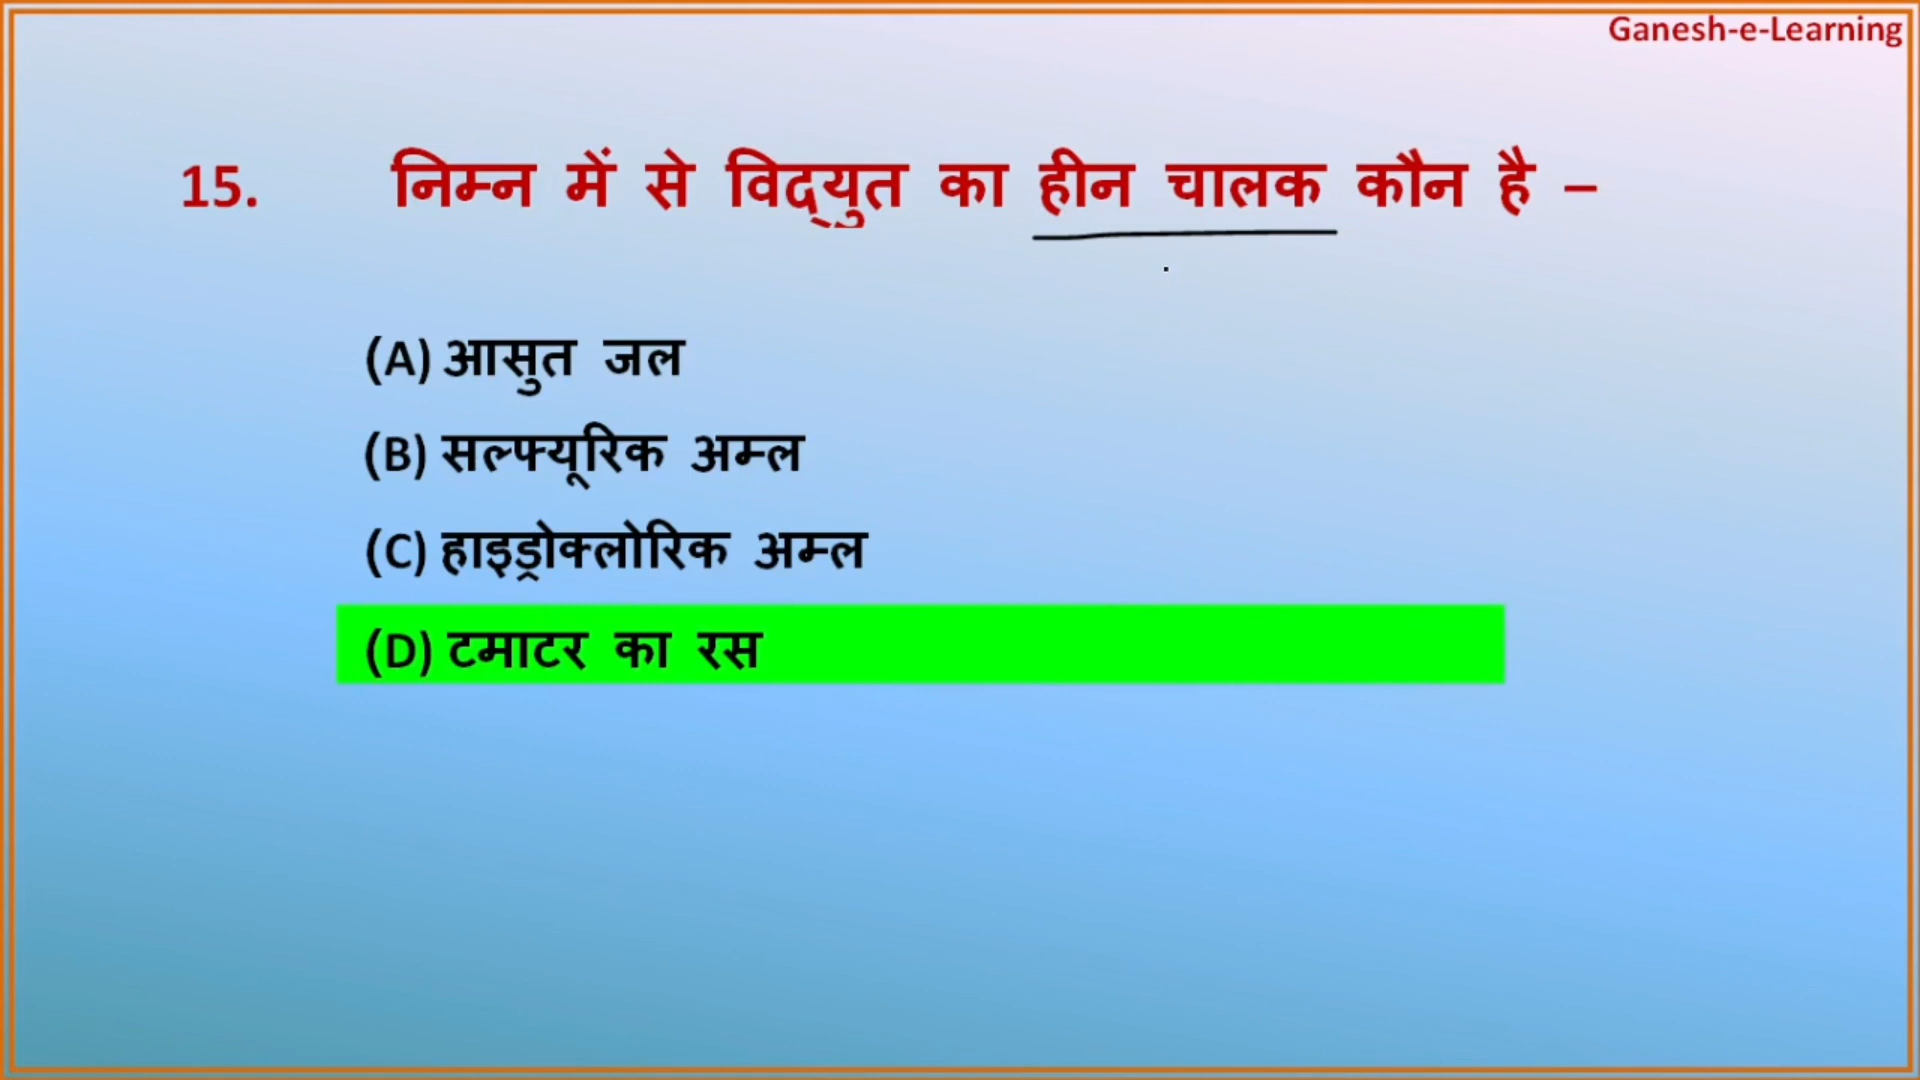 Ganesh-e-Learning
15. निम्न में से विद्युत का हीन चालक कौन है –
(A) आसुत जल
(B) सल्फ्यूरिक अम्ल
(C) हाइड्रोक्लोरिक अम्ल
(D) टमाटर का रस